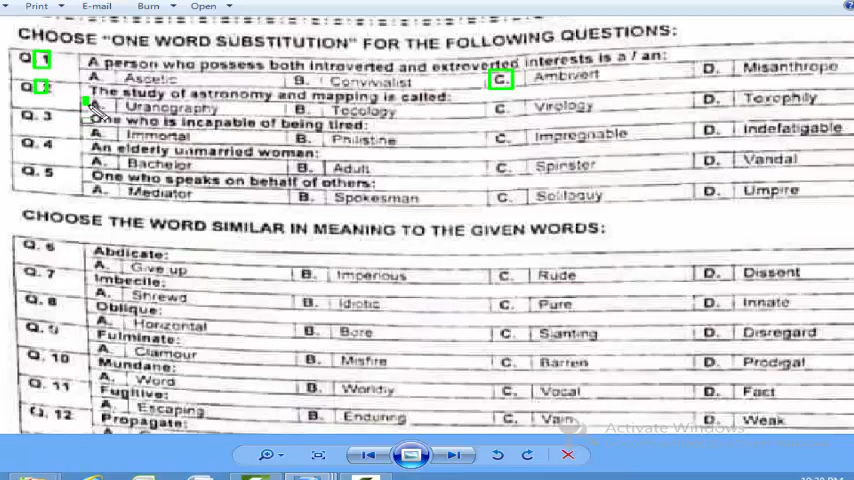 Print E-mail Burn Open
CHOOSE "ONE WORD SUBSTITUTION" FOR THE FOLLOWING QUESTIONS:
Q 1 A person who possess both introverted and extroverted interests is a / an:
A. Ascetic B. Convivialist C. Ambivert D. Misanthrope
Q 2 The study of astronomy and mapping is called:
A. Uranography B. Tocology C. Virology D. Toxophily
Q. 3 One who is incapable of being tired:
A. Immortal B. Philistine C. Impregnable D. Indefatigable
Q. 4 An elderly unmarried woman:
A. Bachelor B. Adult C. Spinster D. Vandal
Q. 5 One who speaks on behalf of others:
A. Mediator B. Spokesman C. Soliloquy D. Umpire
CHOOSE THE WORD SIMILAR IN MEANING TO THE GIVEN WORDS:
Q. 6 Abdicate:
A. Give up B. Imperious C. Rude D. Dissent
Q. 7 Imbecile:
A. Shrewd B. Idiotic C. Pure D. Innate
Q. 8 Oblique:
A. Horizontal B. Bore C. Slanting D. Disregard
Q. 9 Fulminate:
A. Clamour B. Misfire C. Barren D. Prodigal
Q. 10 Mundane:
A. Word B. Worldly C. Vocal D. Fact
Q. 11 Fugitive:
A. Escaping B. Enduring C. Vain D. Weak
Q. 12 Propagate:
Activate Windows